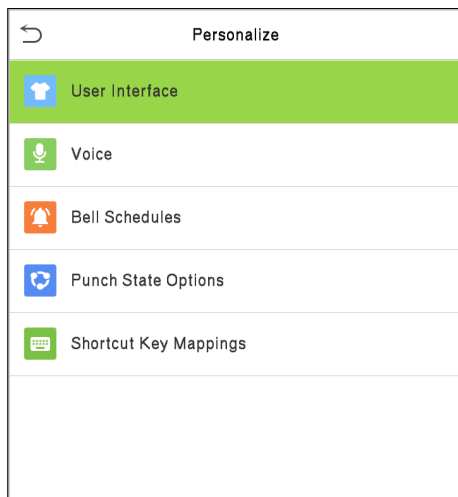 Personalize
User Interface
Voice
Bell Schedules
Punch State Options
Shortcut Key Mappings